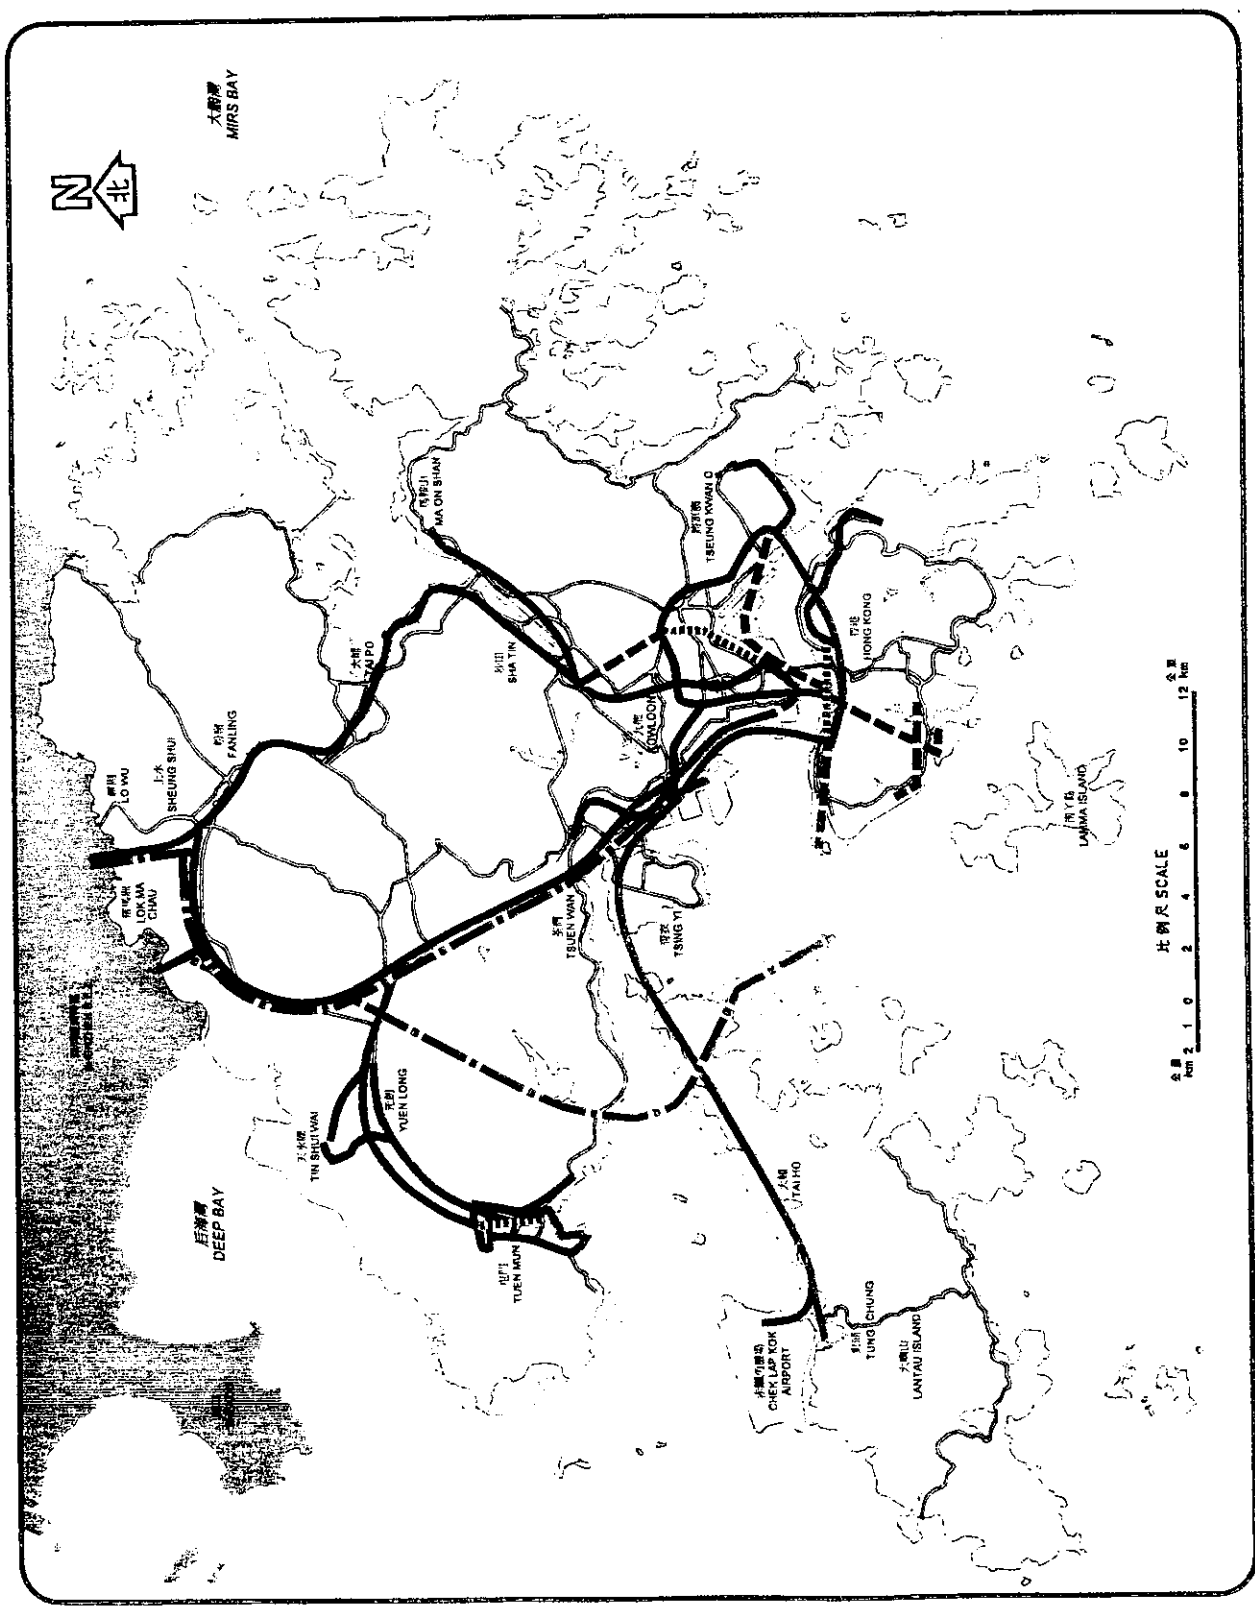 N
北
大鵬灣
MIRS BAY
羅湖
LO WU
上水
SHEUNG SHUI
粉嶺
FANLING
落馬洲
LOK MA
CHAU
后海灣
DEEP BAY
大埔
TAI PO
馬鞍山
MA ON SHAN
沙田
SHA TIN
天水圍
TIN SHUI WAI
元朗
YUEN LONG
屯門
TUEN MUN
荃灣
TSUEN WAN
青衣
TSING YI
九龍
KOWLOON
將軍澳
TSEUNG KWAN O
香港
HONG KONG
大蠔
TAI HO
赤鱲角機場
CHEK LAP KOK
AIRPORT
東涌
TUNG CHUNG
大嶼山
LANTAU ISLAND
南丫島
LAMMA ISLAND
比例尺 SCALE
公里
km 2 1 0 2 4 6 8 10 12 km
公里